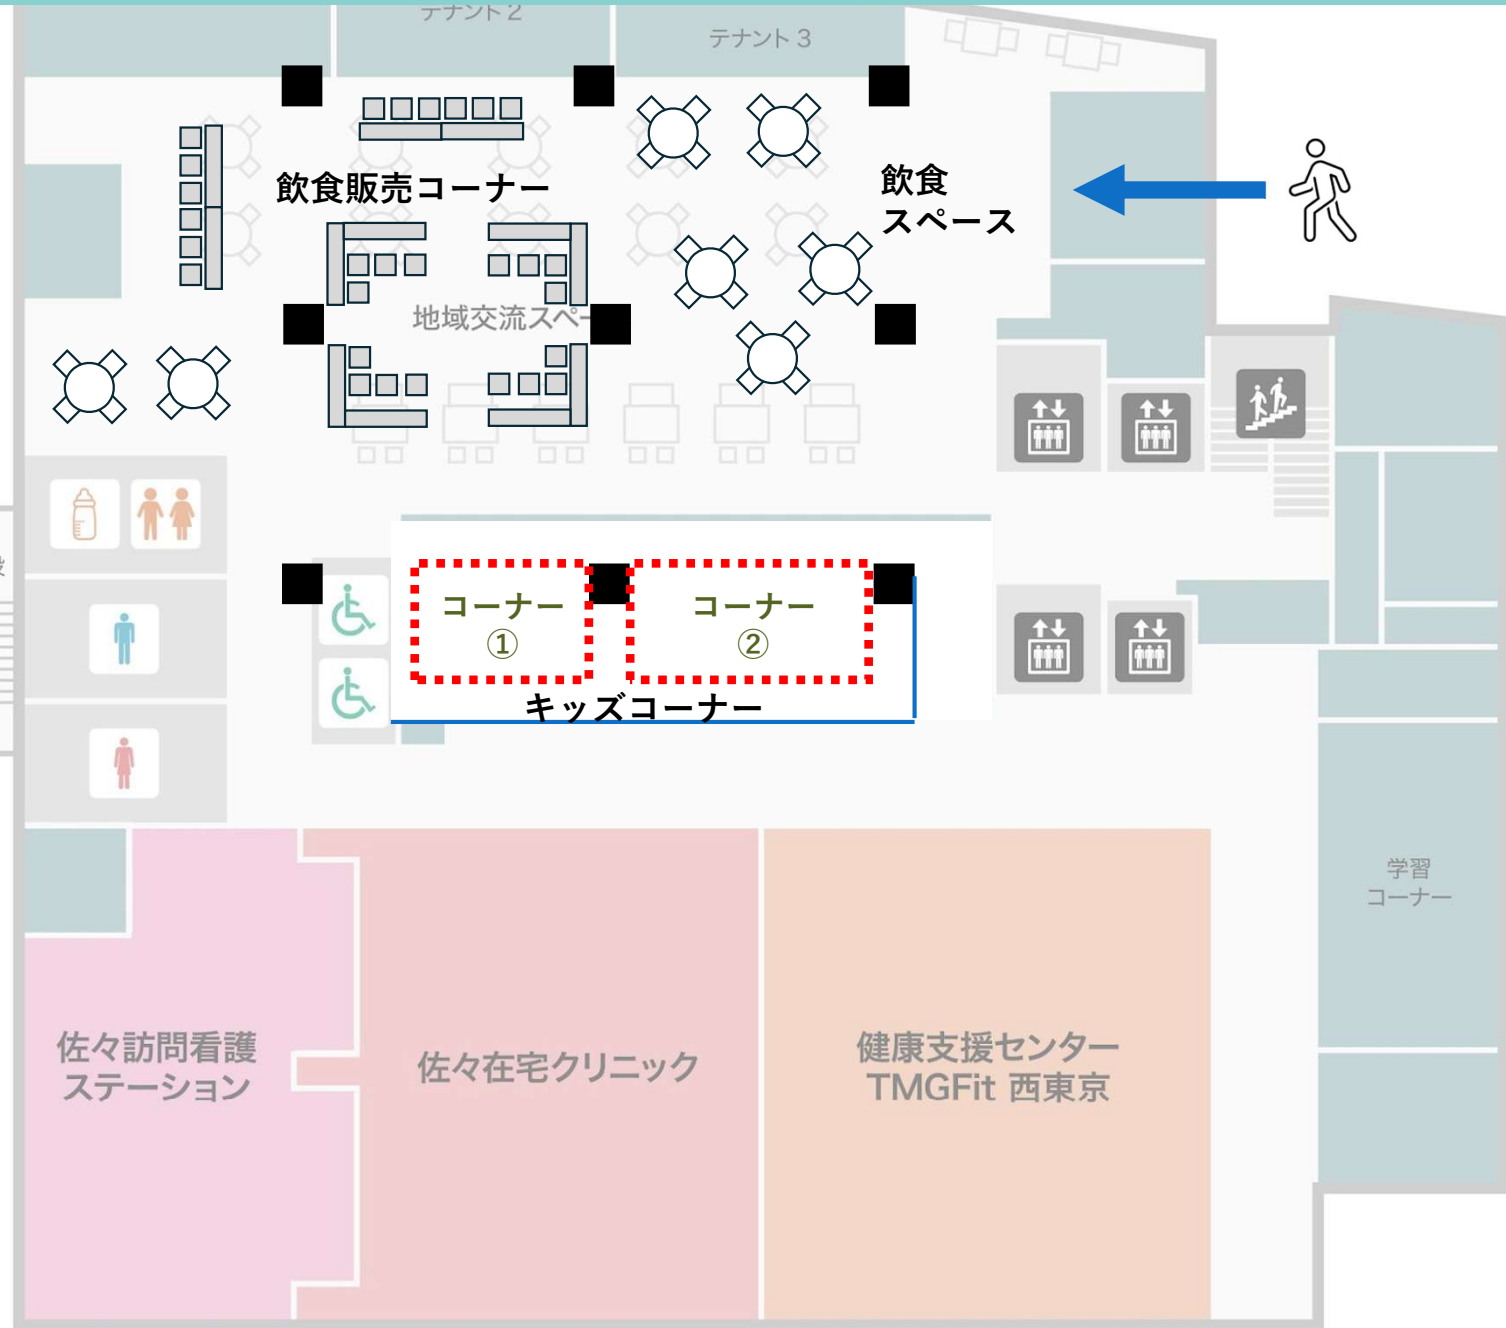 テナント 2
テナント 3
飲食販売コーナー
飲食
スペース
地域交流スペー
コーナー
①
コーナー
②
キッズコーナー
学習
コーナー
佐々訪問看護
ステーション
佐々在宅クリニック
健康支援センター
TMGFit 西東京